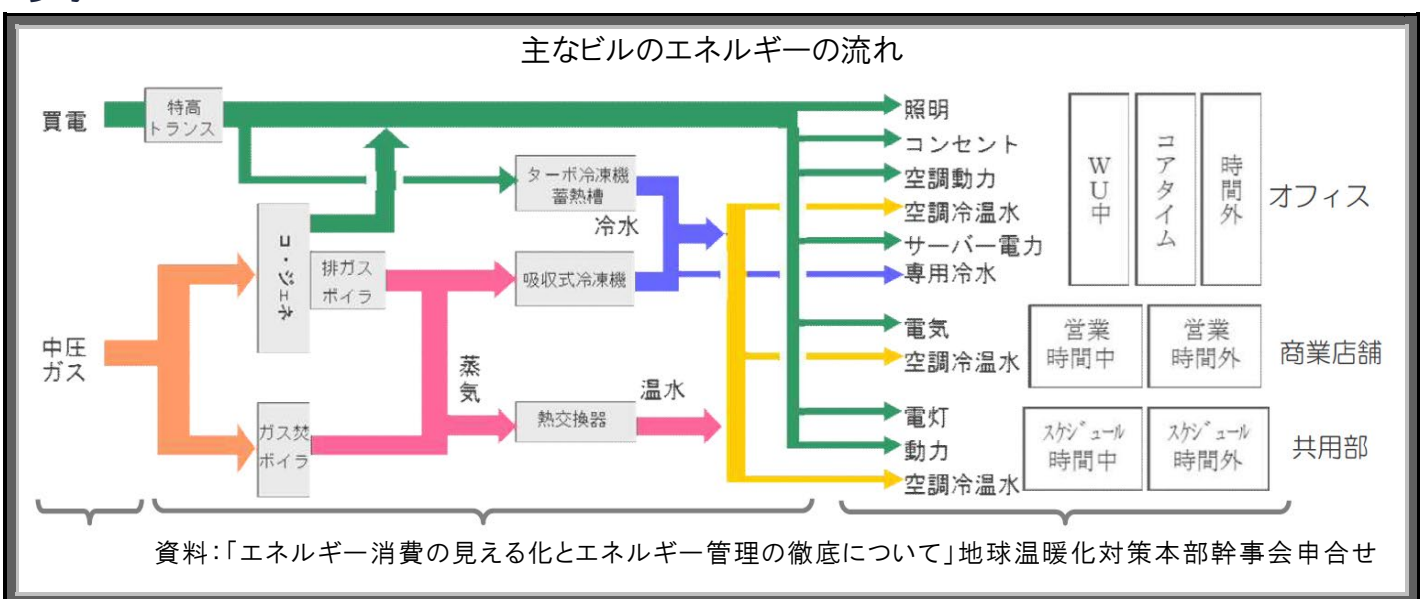 主なビルのエネルギーの流れ
買電
特高
トランス
中圧
ガス
コ・ジェネ
排ガス
ボイラ
ガス焚
ボイラ
蒸気
ターボ冷凍機
蓄熱槽
冷水
吸収式冷凍機
熱交換器
温水
照明
コンセント
空調動力
空調冷温水
サーバー電力
専用冷水
WU中
コアタイム
時間外
オフィス
電気
空調冷温水
営業
時間中
営業
時間外
商業店舗
電灯
動力
空調冷温水
スケジュール
時間中
スケジュール
時間外
共用部
資料:「エネルギー消費の見える化とエネルギー管理の徹底について」地球温暖化対策本部幹事会申合せ